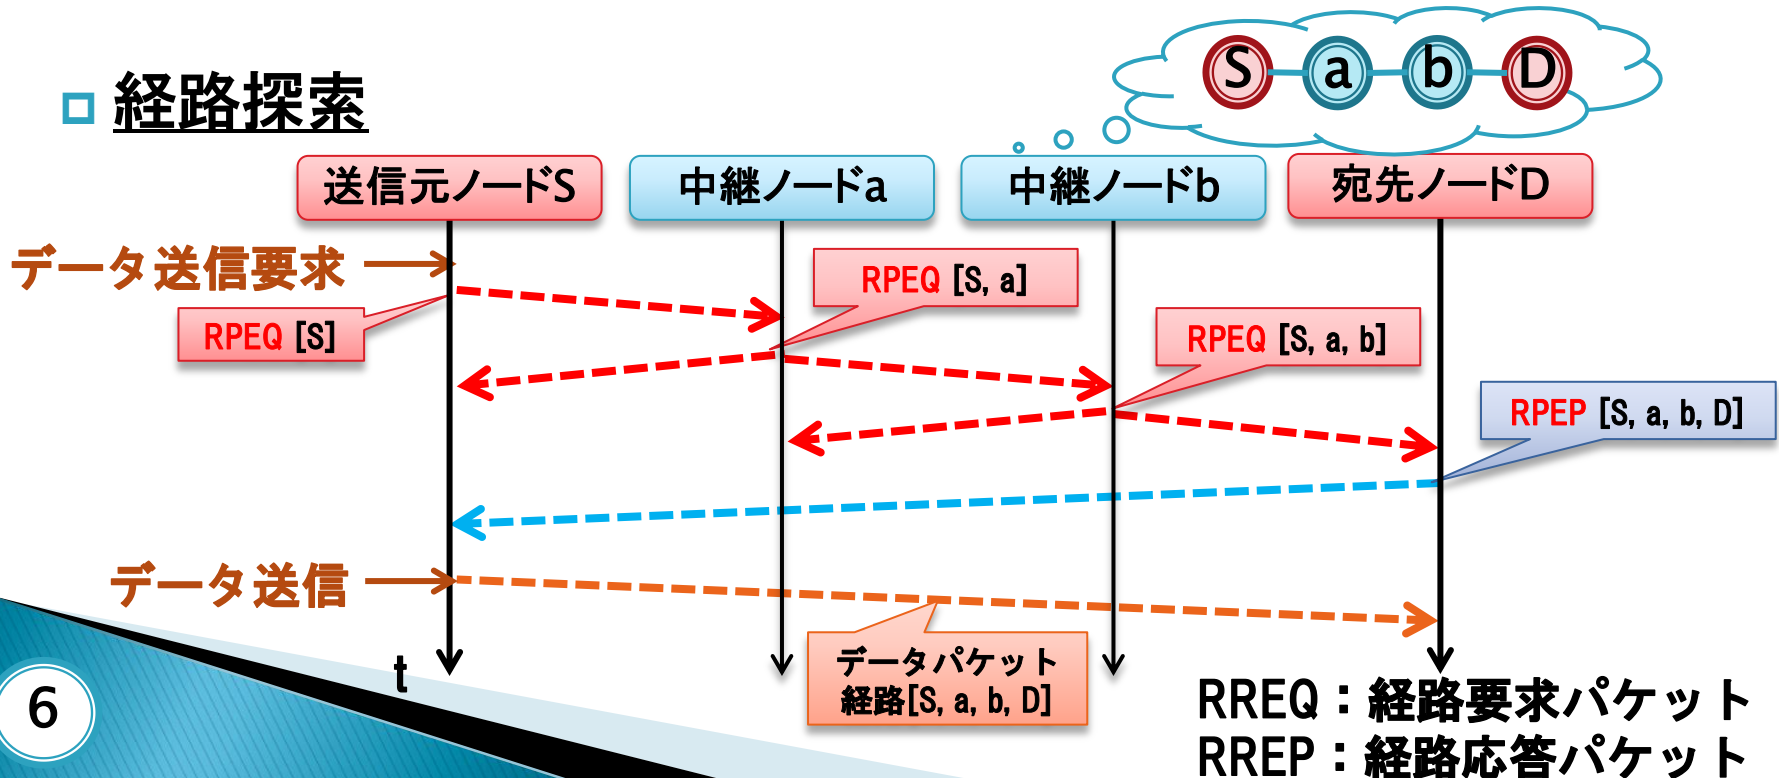 S a b D
経路探索
送信元ノードS
中継ノードa
中継ノードb
宛先ノードD
データ送信要求
RPEQ [S, a]
RPEQ [S]
RPEQ [S, a, b]
RPEP [S, a, b, D]
データ送信
データパケット
経路[S, a, b, D]
t
6
RREQ：経路要求パケット
RREP：経路応答パケット